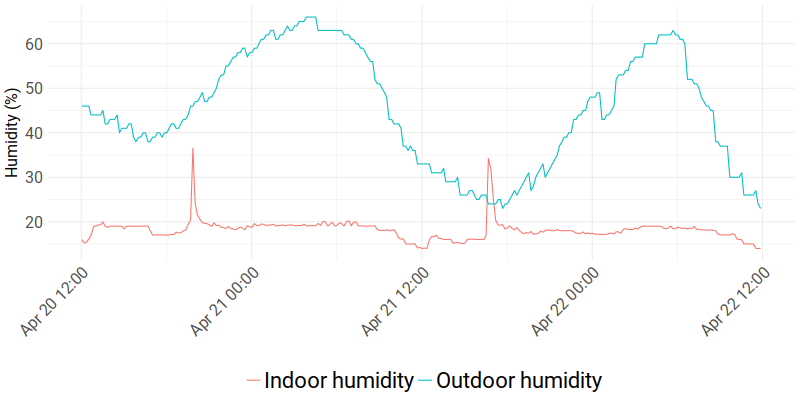 Humidity (%)
60
50
40
30
20
Apr 20 12:00
Apr 21 00:00
Apr 21 12:00
Apr 22 00:00
Apr 22 12:00
Indoor humidity
Outdoor humidity